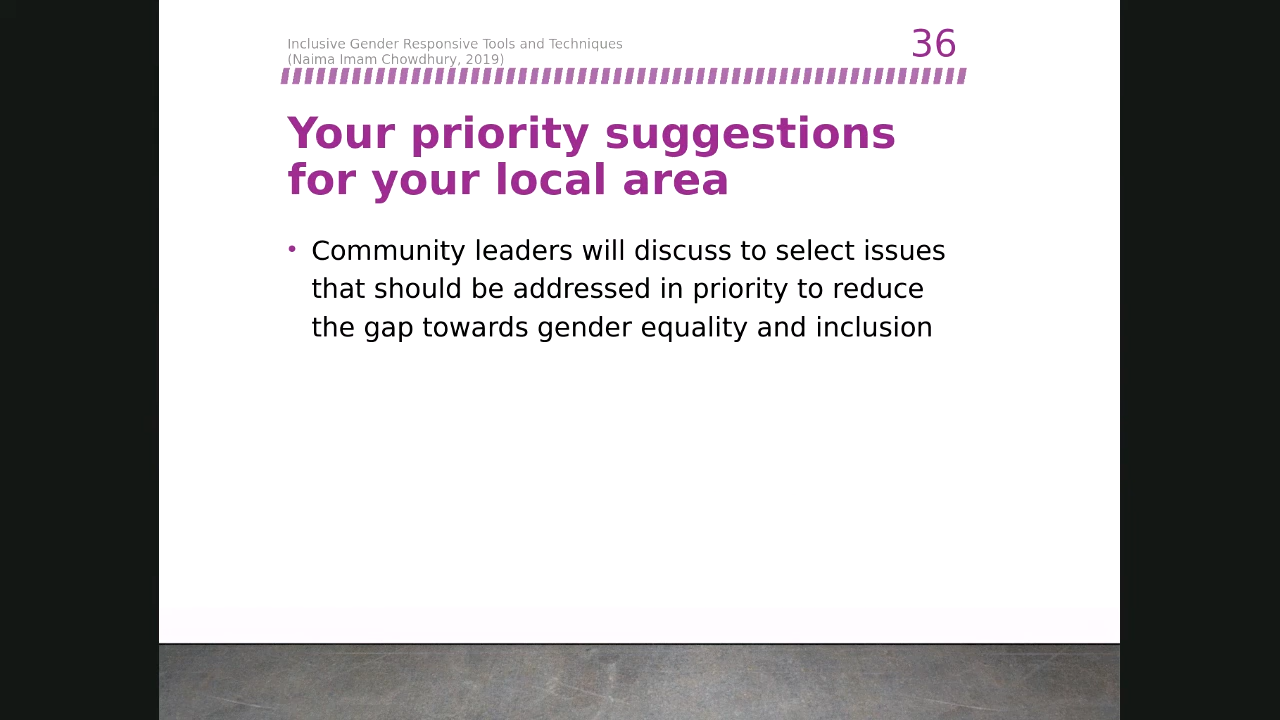 Inclusive Gender Responsive Tools and Techniques
(Naima Imam Chowdhury, 2019)
36
Your priority suggestions
for your local area
• Community leaders will discuss to select issues
that should be addressed in priority to reduce
the gap towards gender equality and inclusion